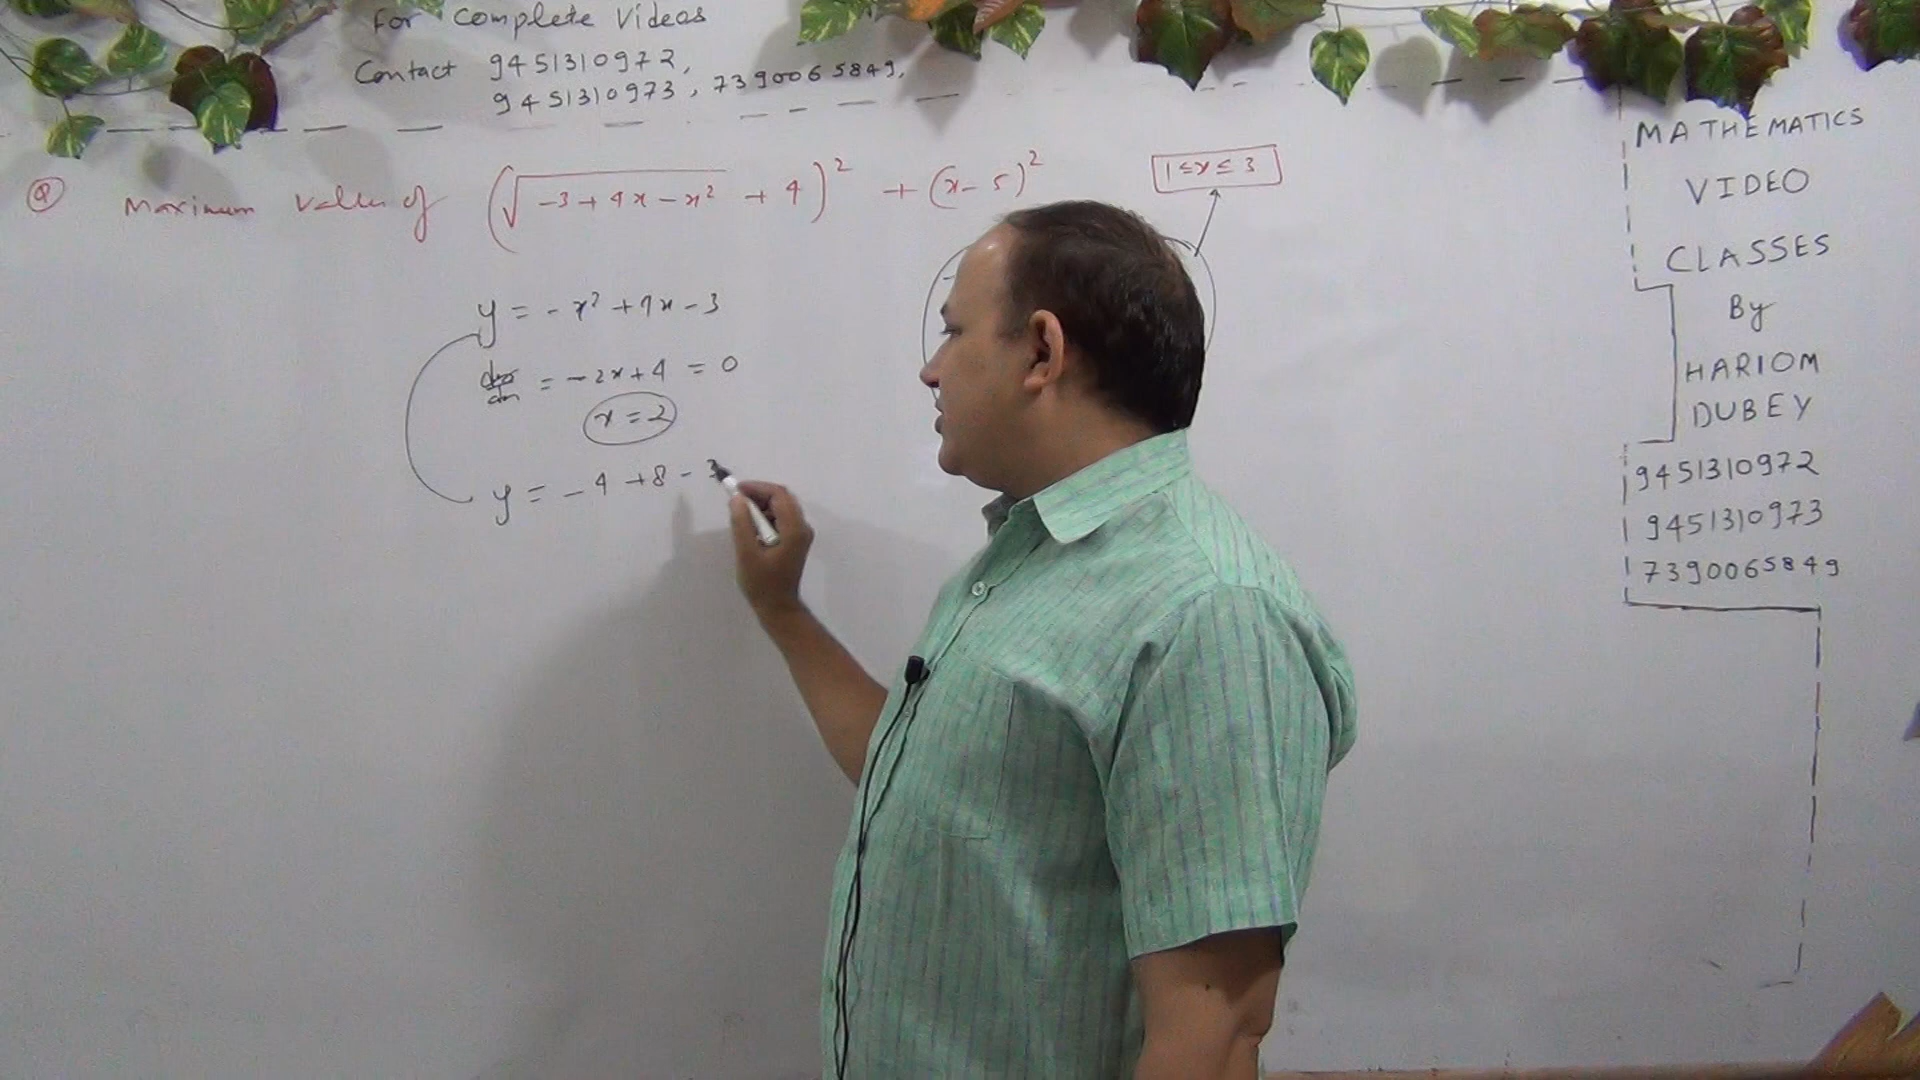 For Complete Videos
Contact 9451310972,
9451310973, 7390065849,
Q Maximum Value of (√-3+4x-x² + 4)² + (x-5)²
1≤x≤3
y = -x² + 4x - 3
= -2x+4 = 0
x = 2
y = -4 +8 - 3
MATHEMATICS
VIDEO
CLASSES
By
HARIOM
DUBEY
9451310972
9451310973
7390065849